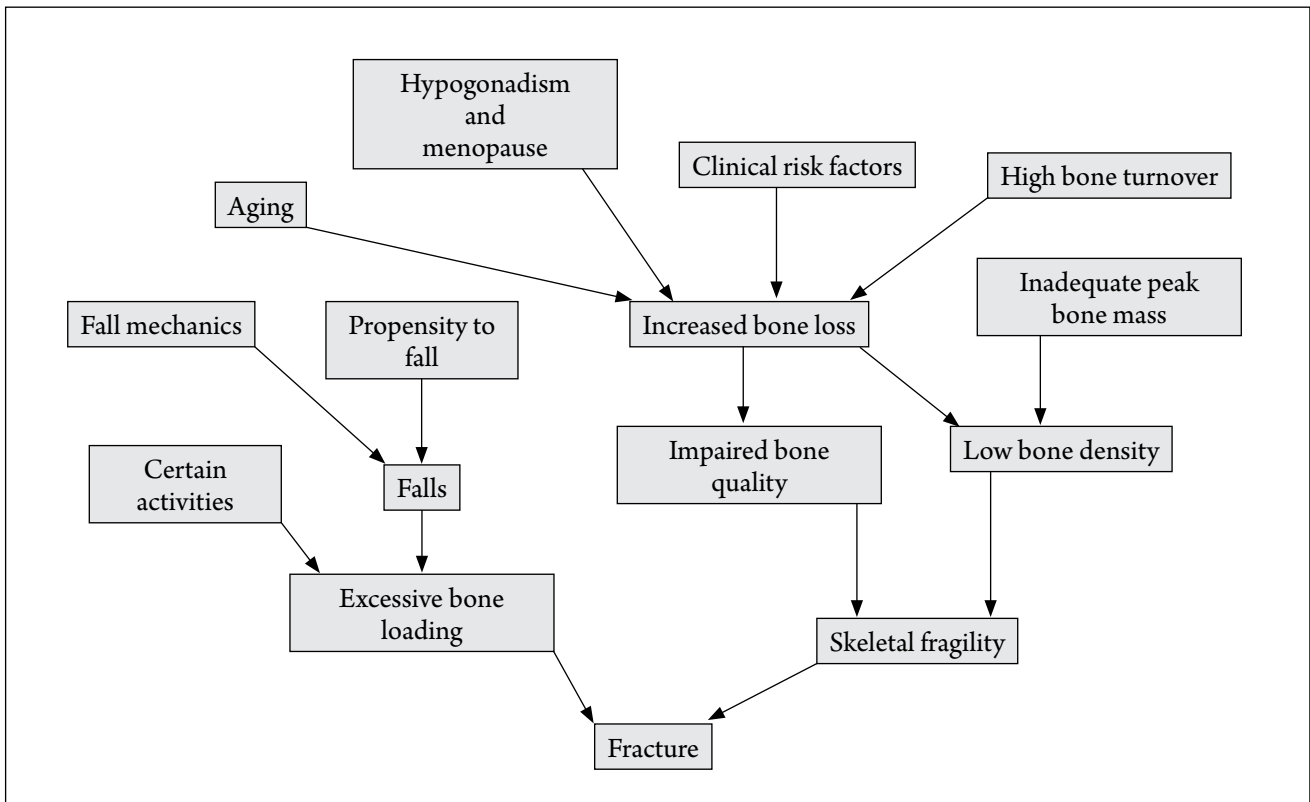 Hypogonadism
and
menopause
Clinical risk factors
High bone turnover
Aging
Inadequate peak
bone mass
Fall mechanics
Propensity to
fall
Increased bone loss
Certain
activities
Falls
Impaired bone
quality
Low bone density
Excessive bone
loading
Skeletal fragility
Fracture